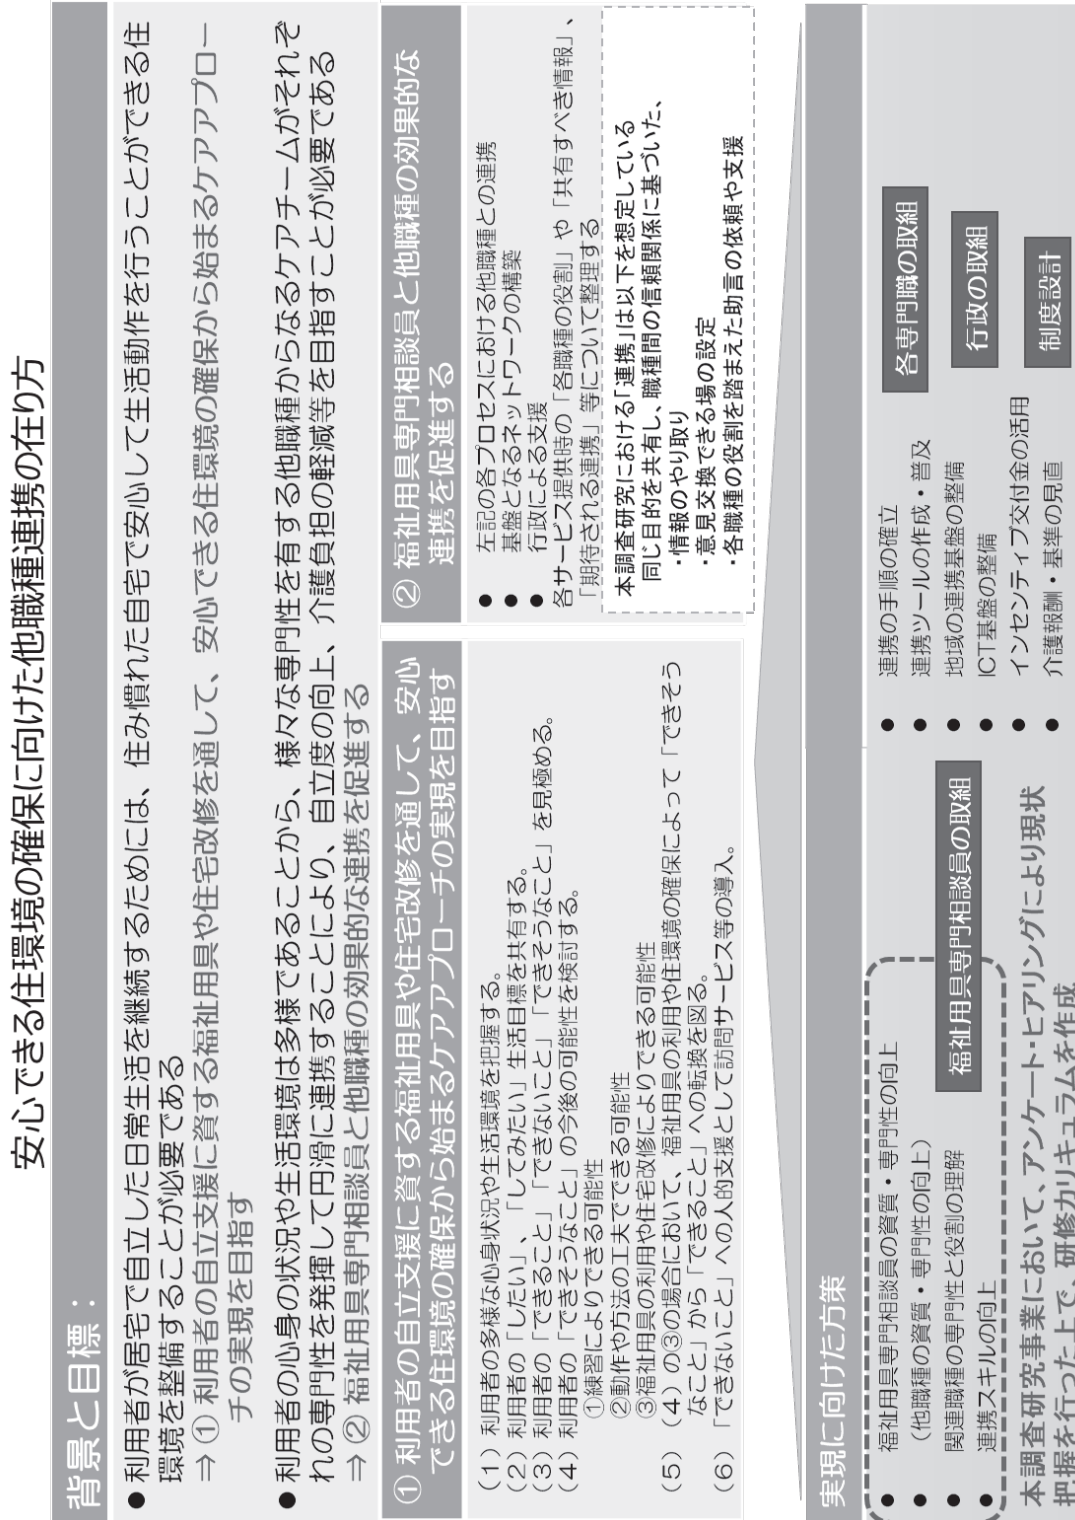 安心できる住環境の確保に向けた他職種連携の在り方
背景と目標：
● 利用者が居宅で自立した日常生活を継続するためには、住み慣れた自宅で安心して生活動作を行うことができる住
環境を整備することが必要である
⇒ ① 利用者の自立支援に資する福祉用具や住宅改修を通して、安心できる住環境の確保から始まるケアアプロー
チの実現を目指す
● 利用者の心身の状況や生活環境は多様であることから、様々な専門性を有する他職種からなるケアチームがそれぞ
れの専門性を発揮して円滑に連携することにより、自立度の向上、介護負担の軽減等を目指すことが必要である
⇒ ② 福祉用具専門相談員と他職種の効果的な連携を促進する
① 利用者の自立支援に資する福祉用具や住宅改修を通して、安心
できる住環境の確保から始まるケアアプローチの実現を目指す
（１）利用者の多様な心身状況や生活環境を把握する。
（２）利用者の「したい」、「してみたい」生活目標を共有する。
（３）利用者の「できること」「できないこと」「できそうなこと」を見極める。
（４）利用者の「できそうなこと」の今後の可能性を検討する。
①練習によりできる可能性
②動作や方法の工夫でできる可能性
③福祉用具の利用や住宅改修によりできる可能性
（５）（４）の③の場合において、福祉用具の利用や住環境の確保によって「できそう
なこと」から「できること」への転換を図る。
（６）「できないこと」への人的支援として訪問サービス等の導入。
② 福祉用具専門相談員と他職種の効果的な
連携を促進する
● 左記の各プロセスにおける他職種との連携
● 基盤となるネットワークの構築
● 行政による支援
各サービス提供時の「各職種の役割」や「共有すべき情報」、
「期待される連携」等について整理する
本調査研究における「連携」は以下を想定している
同じ目的を共有し、職種間の信頼関係に基づいた、
・情報のやり取り
・意見交換できる場の設定
・各職種の役割を踏まえた助言の依頼や支援
実現に向けた方策
● 福祉用具専門相談員の資質・専門性の向上
● （他職種の資質・専門性の向上）
● 関連職種の専門性と役割の理解
● 連携スキルの向上
福祉用具専門相談員の取組
本調査研究事業において、アンケート・ヒアリングにより現状
把握を行った上で、研修カリキュラムを作成
● 連携の手順の確立
● 連携ツールの作成・普及
● 地域の連携基盤の整備
● ICT基盤の整備
● インセンティブ交付金の活用
● 介護報酬・基準の見直
各専門職の取組
行政の取組
制度設計